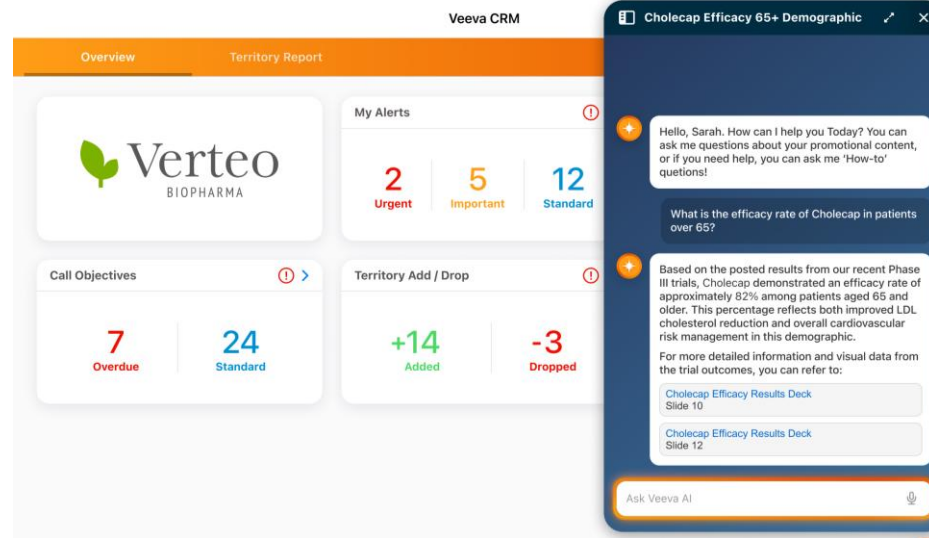 Veeva CRM
Overview
Territory Report
Verteo
BIOPHARMA
My Alerts
2
Urgent
5
Important
12
Standard
Call Objectives
7
Overdue
24
Standard
Territory Add / Drop
+14
Added
-3
Dropped
Cholecap Efficacy 65+ Demographic
Hello, Sarah. How can I help you Today? You can
ask me questions about your promotional content,
or if you need help, you can ask me ‘How-to’
quetions!
What is the efficacy rate of Cholecap in patients
over 65?
Based on the posted results from our recent Phase
III trials, Cholecap demonstrated an efficacy rate of
approximately 82% among patients aged 65 and
older. This percentage reflects both improved LDL
cholesterol reduction and overall cardiovascular
risk management in this demographic.
For more detailed information and visual data from
the trial outcomes, you can refer to:
Cholecap Efficacy Results Deck
Slide 10
Cholecap Efficacy Results Deck
Slide 12
Ask Veeva AI